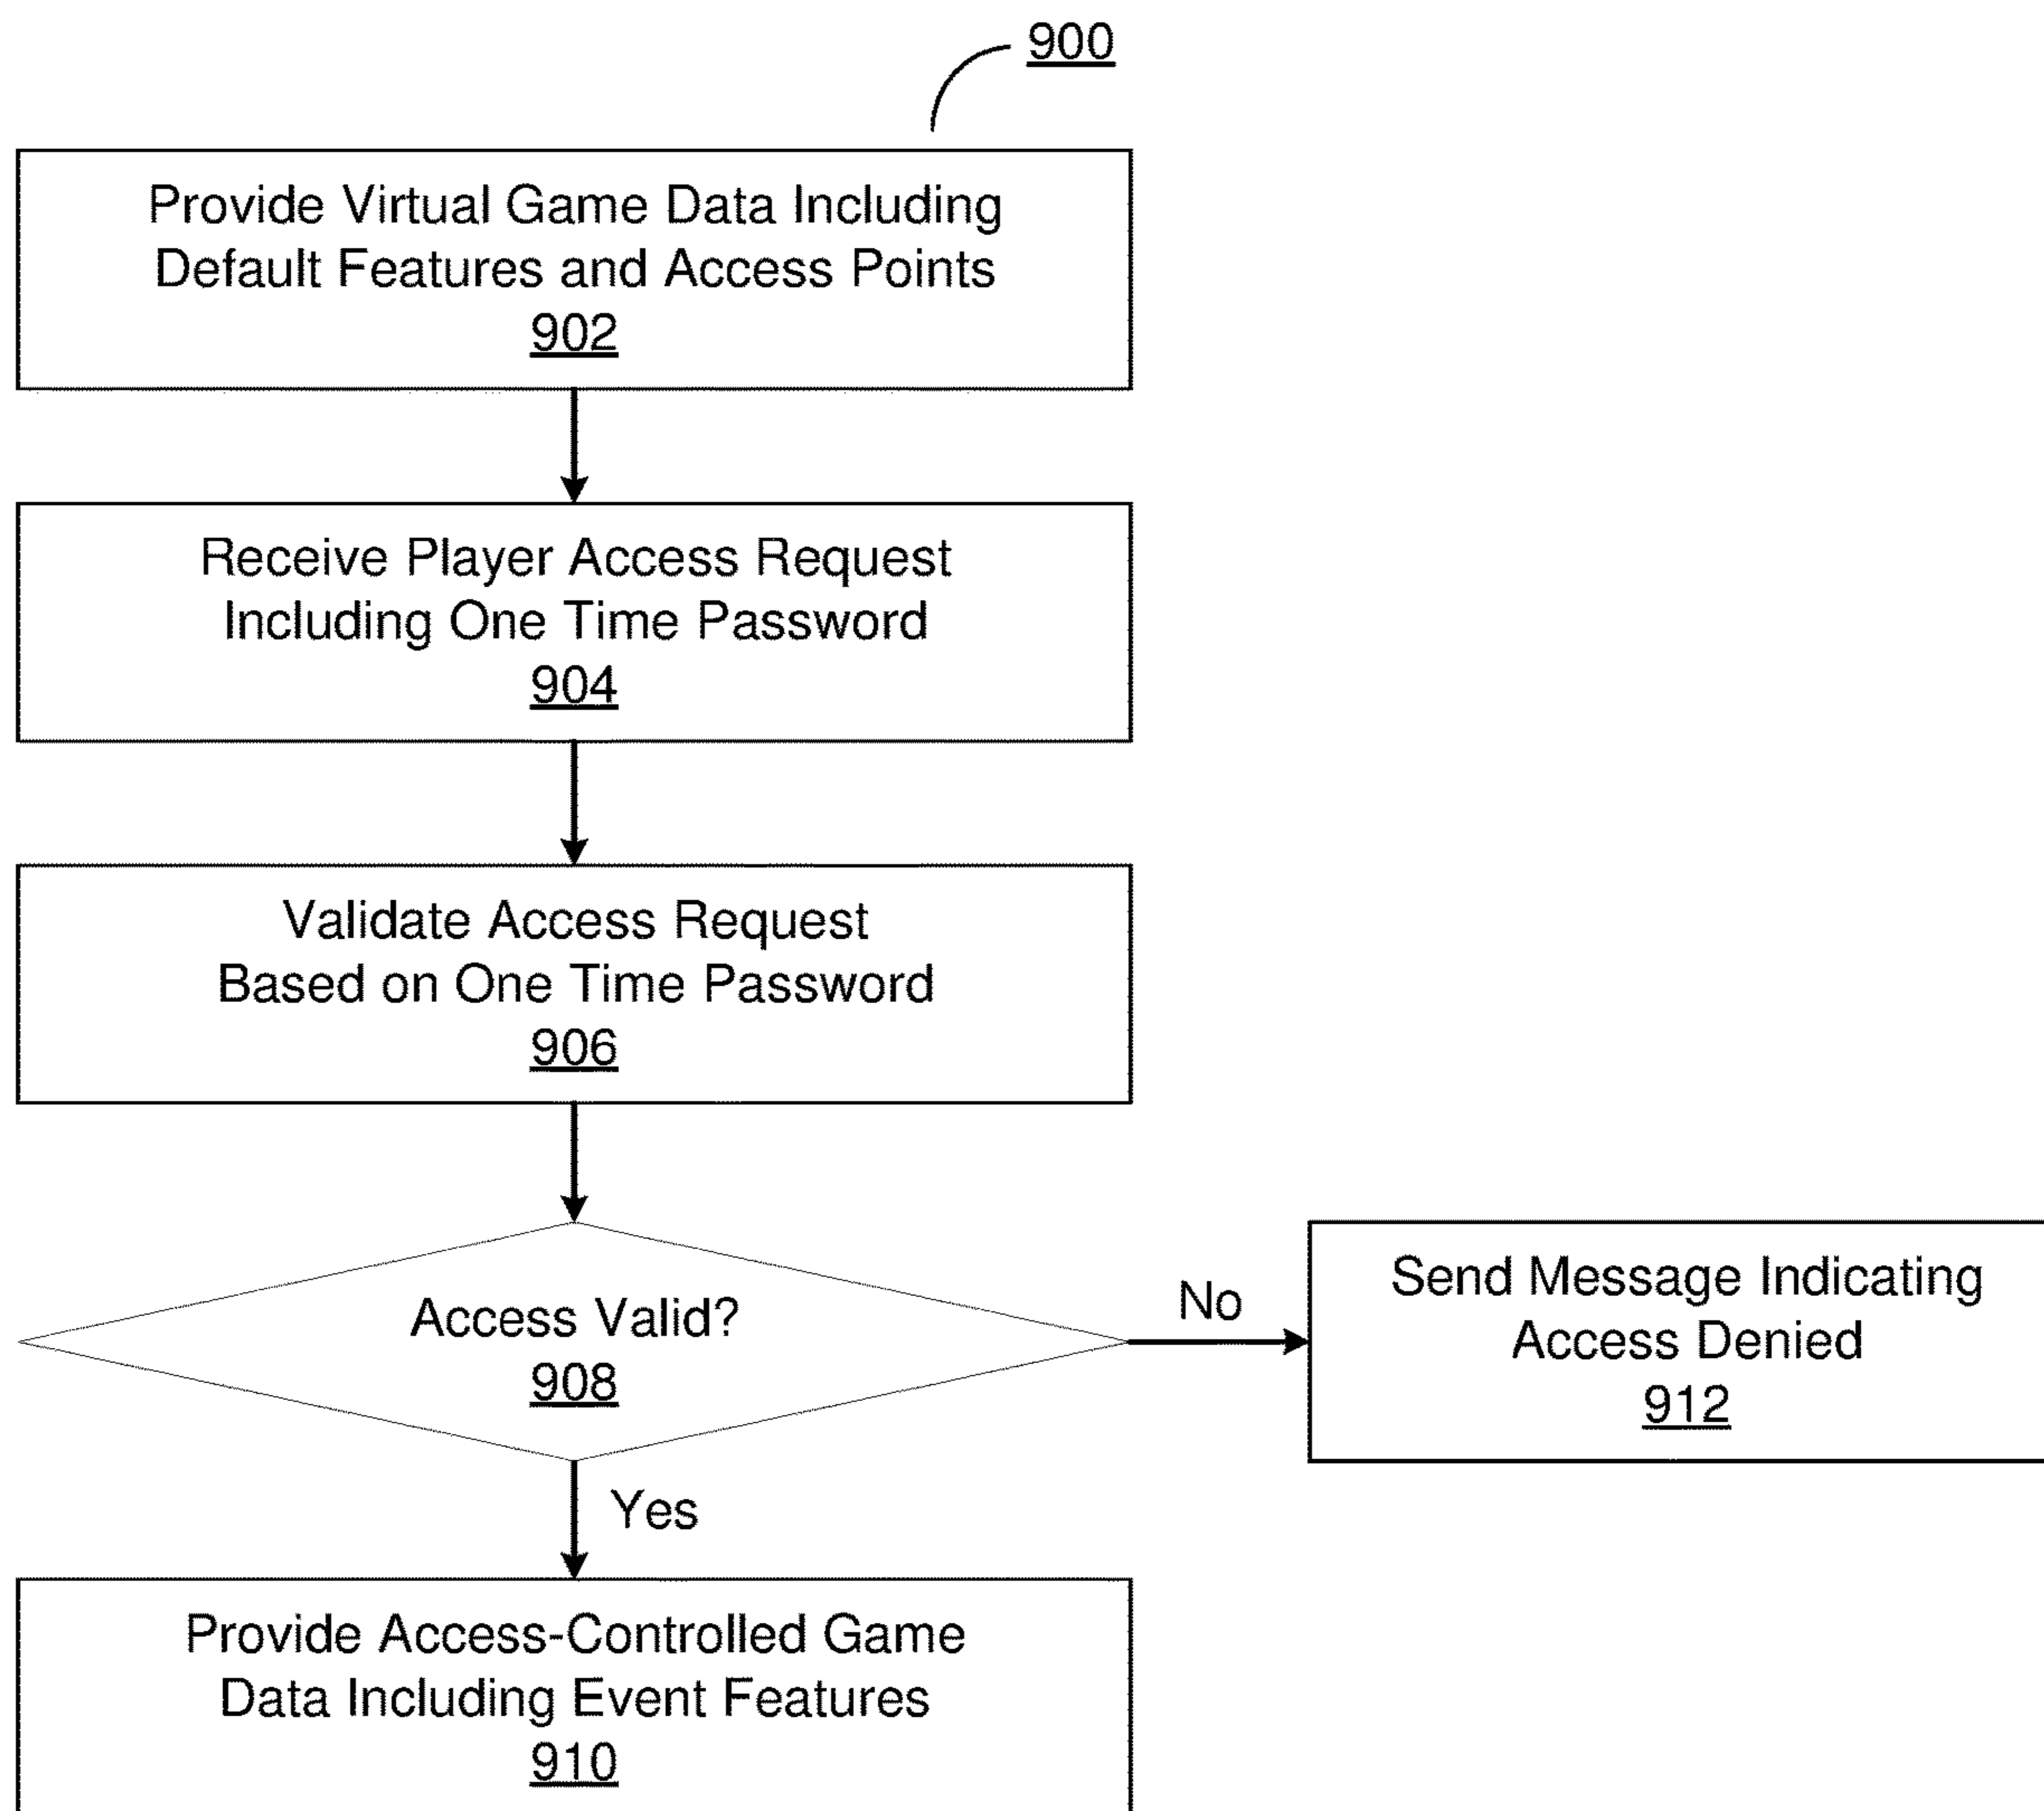 900
Provide Virtual Game Data Including
Default Features and Access Points
902
Receive Player Access Request
Including One Time Password
904
Validate Access Request
Based on One Time Password
906
Access Valid?
908
No
Send Message Indicating
Access Denied
912
Yes
Provide Access-Controlled Game
Data Including Event Features
910